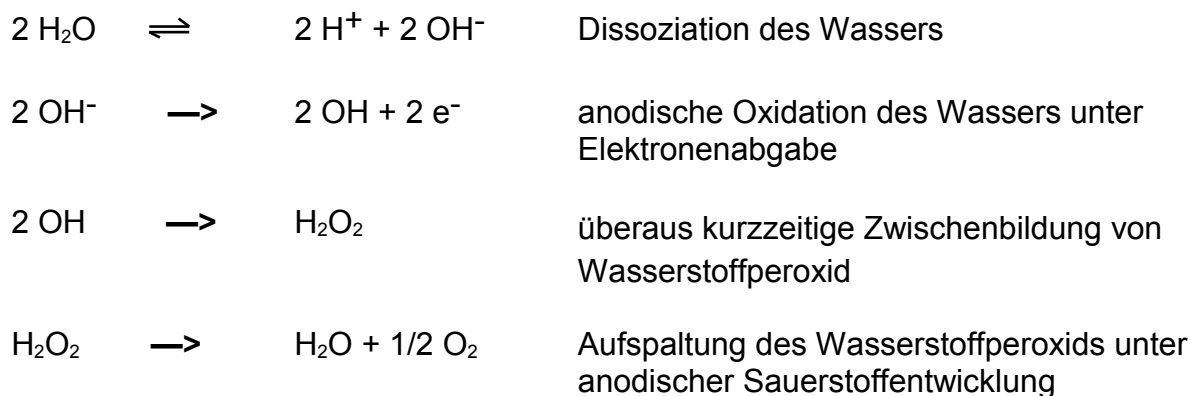 2 H₂O ⇌ 2 H⁺ + 2 OH⁻ Dissoziation des Wassers
2 OH⁻ —> 2 OH + 2 e⁻ anodische Oxidation des Wassers unter
Elektronenabgabe
2 OH —> H₂O₂ überaus kurzzeitige Zwischenbildung von
Wasserstoffperoxid
H₂O₂ —> H₂O + 1/2 O₂ Aufspaltung des Wasserstoffperoxids unter
anodischer Sauerstoffentwicklung